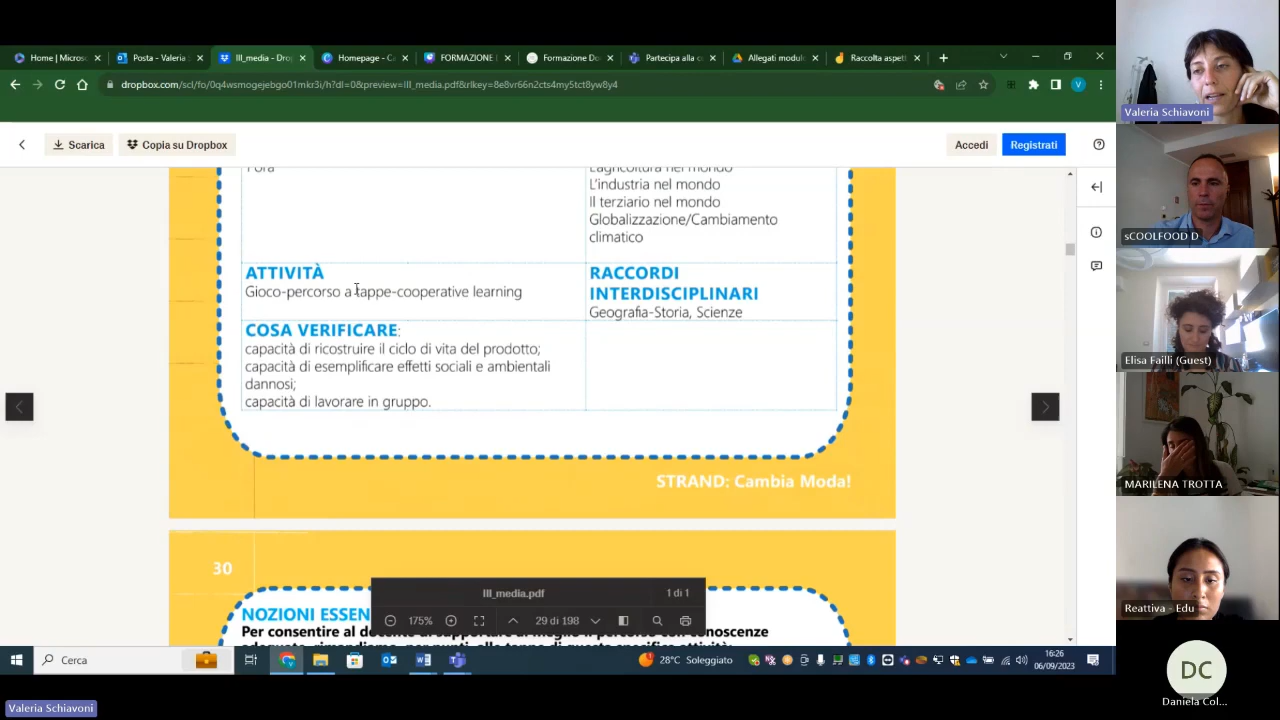 Home | Micros
Posta - Valeria
III_media - Dro
Homepage - C
FORMAZIONE
Formazione Do
Partecipa alla c
Allegati modul
Raccolta aspett
dropbox.com/scl/fo/0q4wsmogejebgo01mkr3i/h?dl=0&preview=III_media.pdf&rlkey=8e8vr66n2cts4my5tct8yw8y4
V
Scarica
Copia su Dropbox
Accedi
Registrati
1 ora
L'agricoltura nel mondo
L'industria nel mondo
Il terziario nel mondo
Globalizzazione/Cambiamento
climatico
ATTIVITÀ
Gioco-percorso a tappe-cooperative learning
RACCORDI
INTERDISCIPLINARI
Geografia-Storia, Scienze
COSA VERIFICARE:
capacità di ricostruire il ciclo di vita del prodotto;
capacità di esemplificare effetti sociali e ambientali
dannosi;
capacità di lavorare in gruppo.
STRAND: Cambia Moda!
30
NOZIONI ESSEN
Per consentire al
conoscenze
III_media.pdf
1 di 1
175%
29 di 198
Cerca
28°C Soleggiato
16:26
06/09/2023
Valeria Schiavoni
Valeria Schiavoni
sCOOLFOOD D
Elisa Failli (Guest)
MARILENA TROTTA
Reattiva - Edu
DC
Daniela Col...